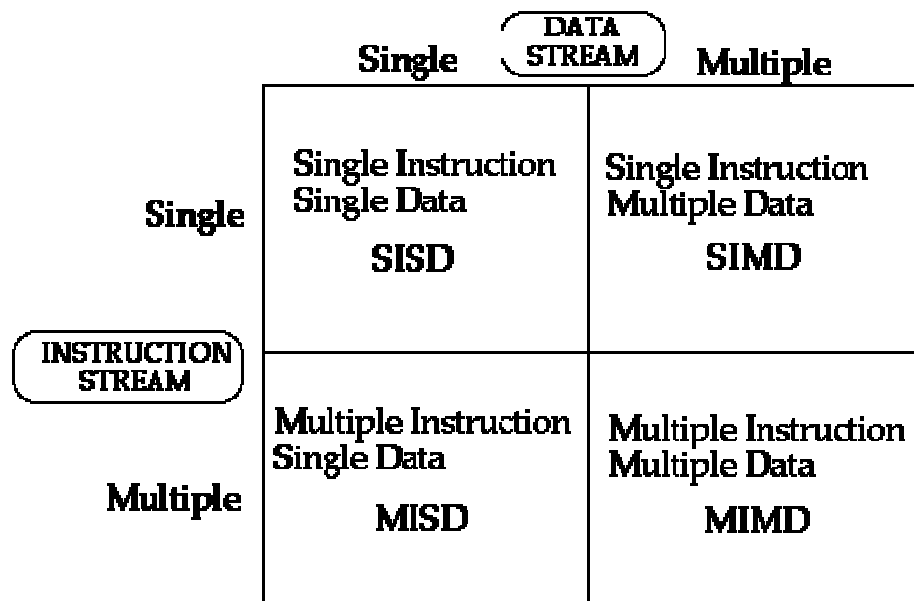 DATA
STREAM
Single
Multiple
Single
Single Instruction
Single Data
SISD
Single Instruction
Multiple Data
SIMD
INSTRUCTION
STREAM
Multiple
Multiple Instruction
Single Data
MISD
Multiple Instruction
Multiple Data
MIMD